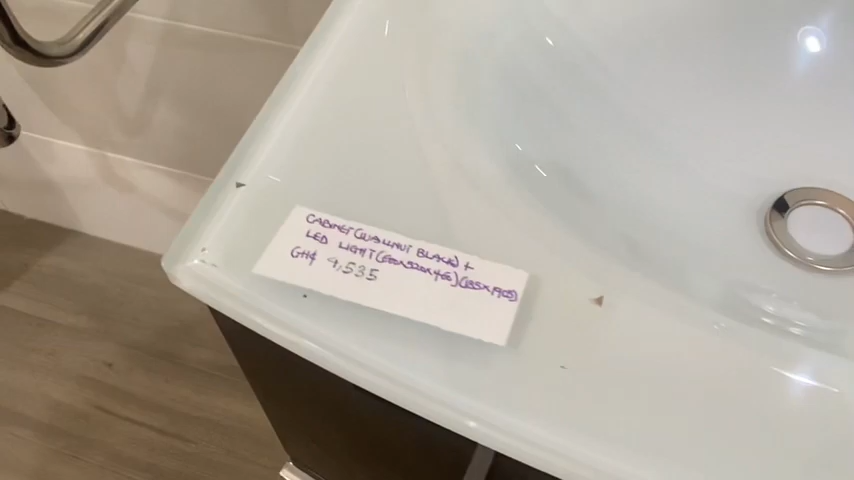 CABINET (WALNUT BLACK) +
LED LIGHT
GH¢ 9,535